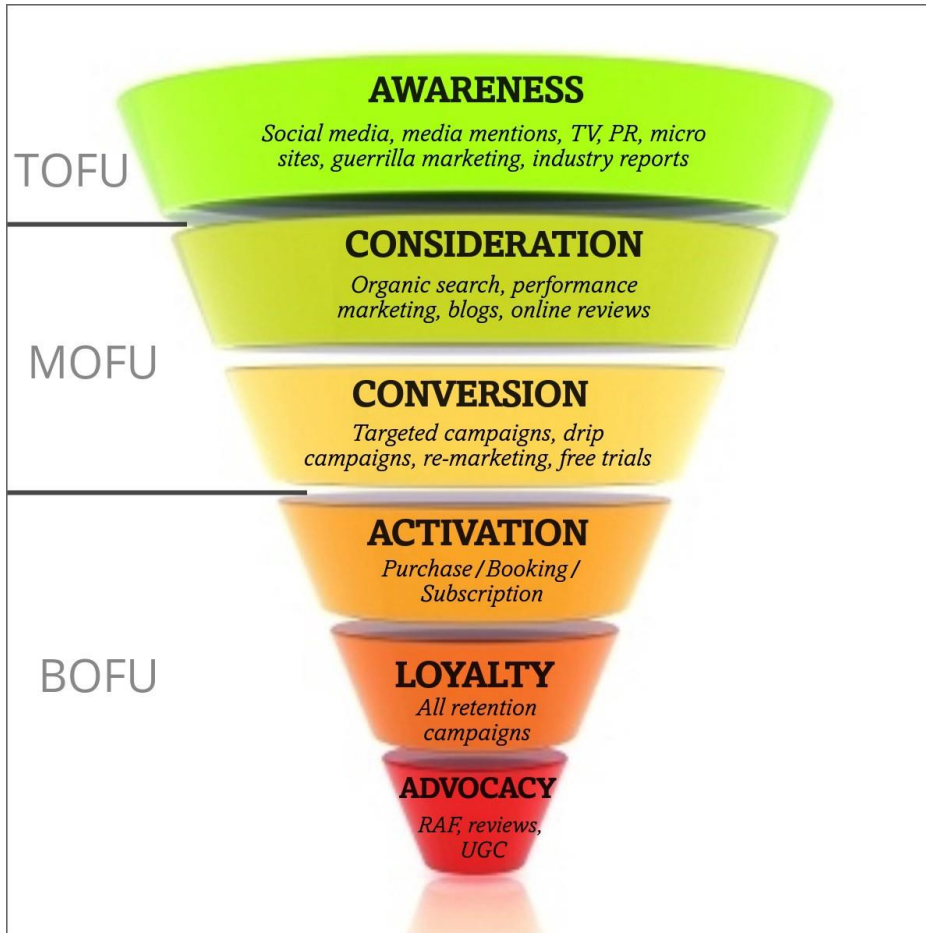 AWARENESS
Social media, media mentions, TV, PR, micro
sites, guerrilla marketing, industry reports
TOFU
CONSIDERATION
Organic search, performance
marketing, blogs, online reviews
MOFU
CONVERSION
Targeted campaigns, drip
campaigns, re-marketing, free trials
ACTIVATION
Purchase/Booking/
Subscription
BOFU
LOYALTY
All retention
campaigns
ADVOCACY
RAF, reviews,
UGC